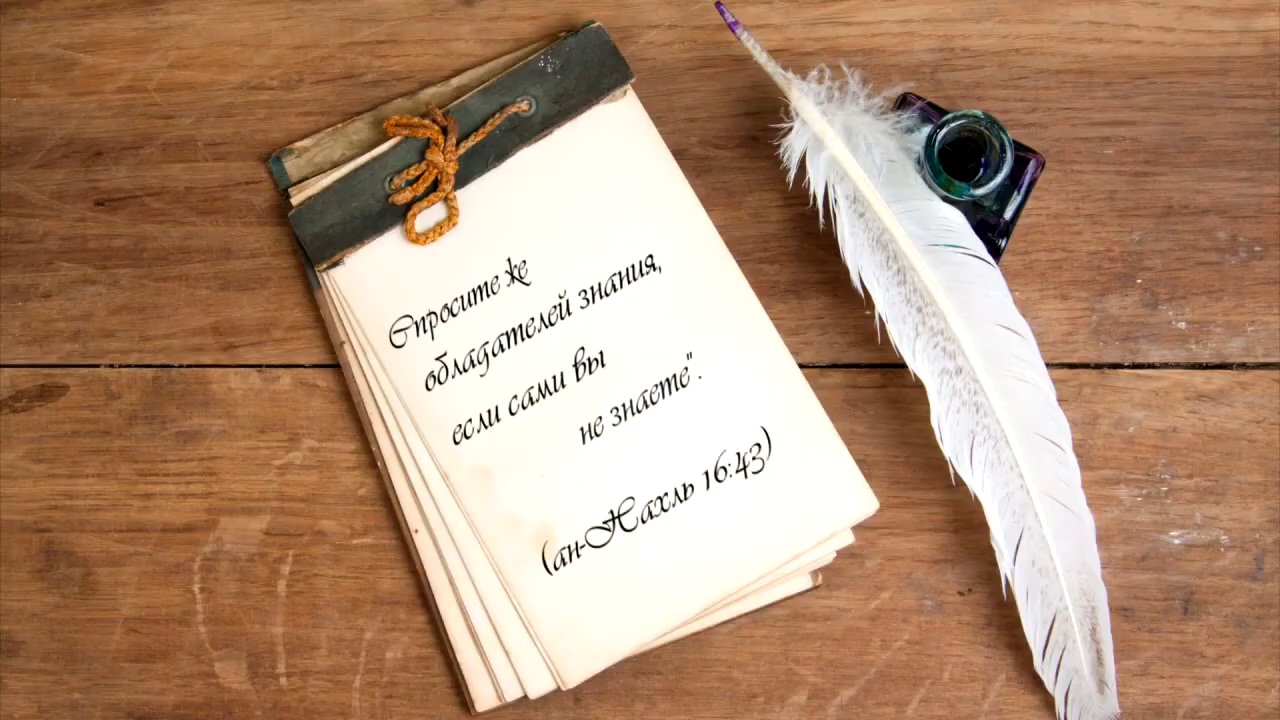 Спросите же
обладателей знания,
если сами вы
не знаете".
(ан-Нахль 16:43)